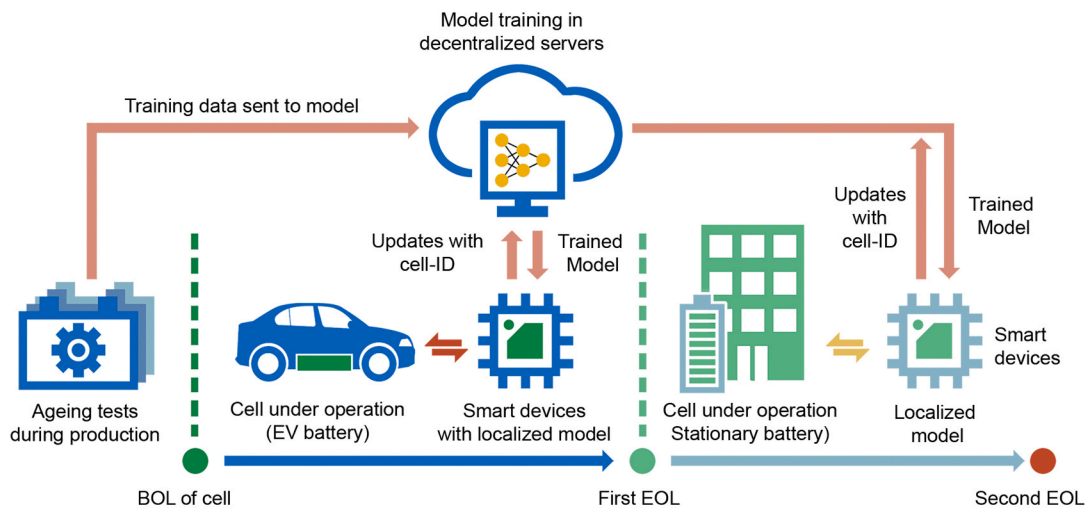 Model training in
decentralized servers
Training data sent to model
Updates with
cell-ID
Trained
Model
Updates
with
cell-ID
Trained
Model
Smart
devices
Ageing tests
during production
Cell under operation
(EV battery)
Smart devices
with localized model
Cell under operation
Stationary battery)
Localized
model
BOL of cell
First EOL
Second EOL